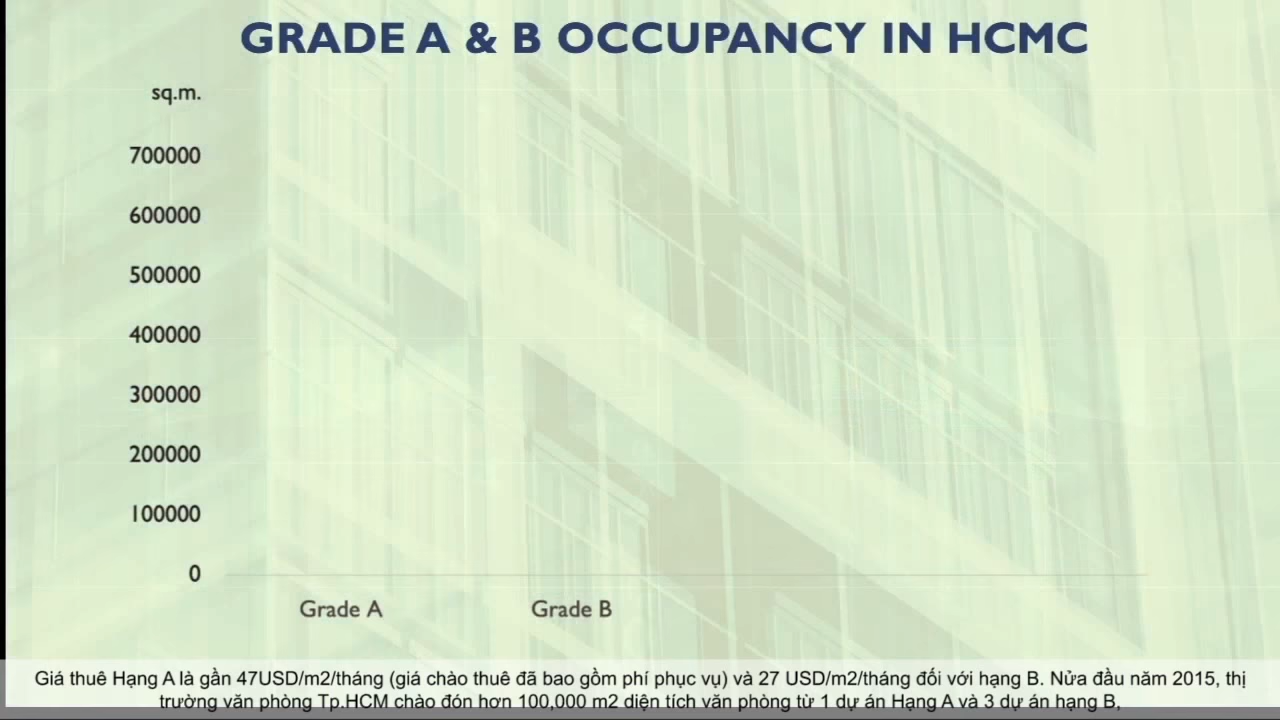 GRADE A & B OCCUPANCY IN HCMC
sq.m.
700000
600000
500000
400000
300000
200000
100000
0
Grade A
Grade B
Giá thuê Hạng A là gần 47USD/m2/tháng (giá chào thuê đã bao gồm phí phục vụ) và 27 USD/m2/tháng đối với hạng B. Nửa đầu năm 2015, thị
trường văn phòng Tp.HCM chào đón hơn 100,000 m2 diện tích văn phòng từ 1 dự án Hạng A và 3 dự án hạng B,